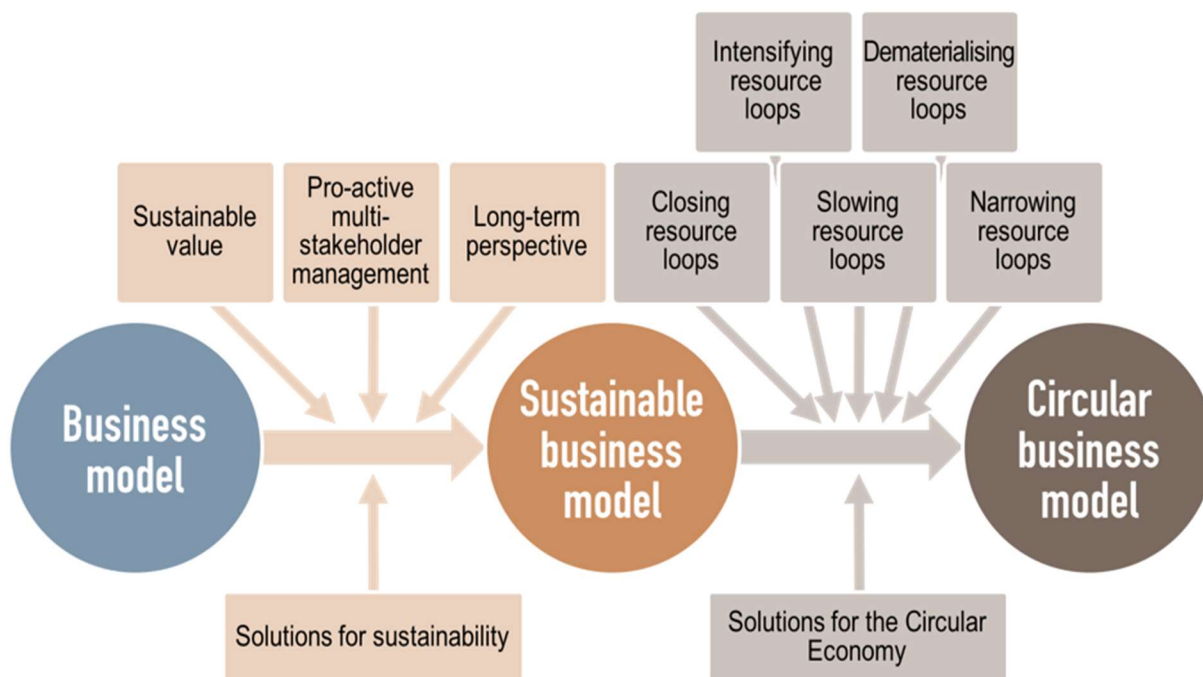 Intensifying
resource
loops
Dematerialising
resource
loops
Sustainable
value
Pro-active
multi-
stakeholder
management
Long-term
perspective
Closing
resource
loops
Slowing
resource
loops
Narrowing
resource
loops
Business
model
Sustainable
business
model
Circular
business
model
Solutions for sustainability
Solutions for the Circular
Economy